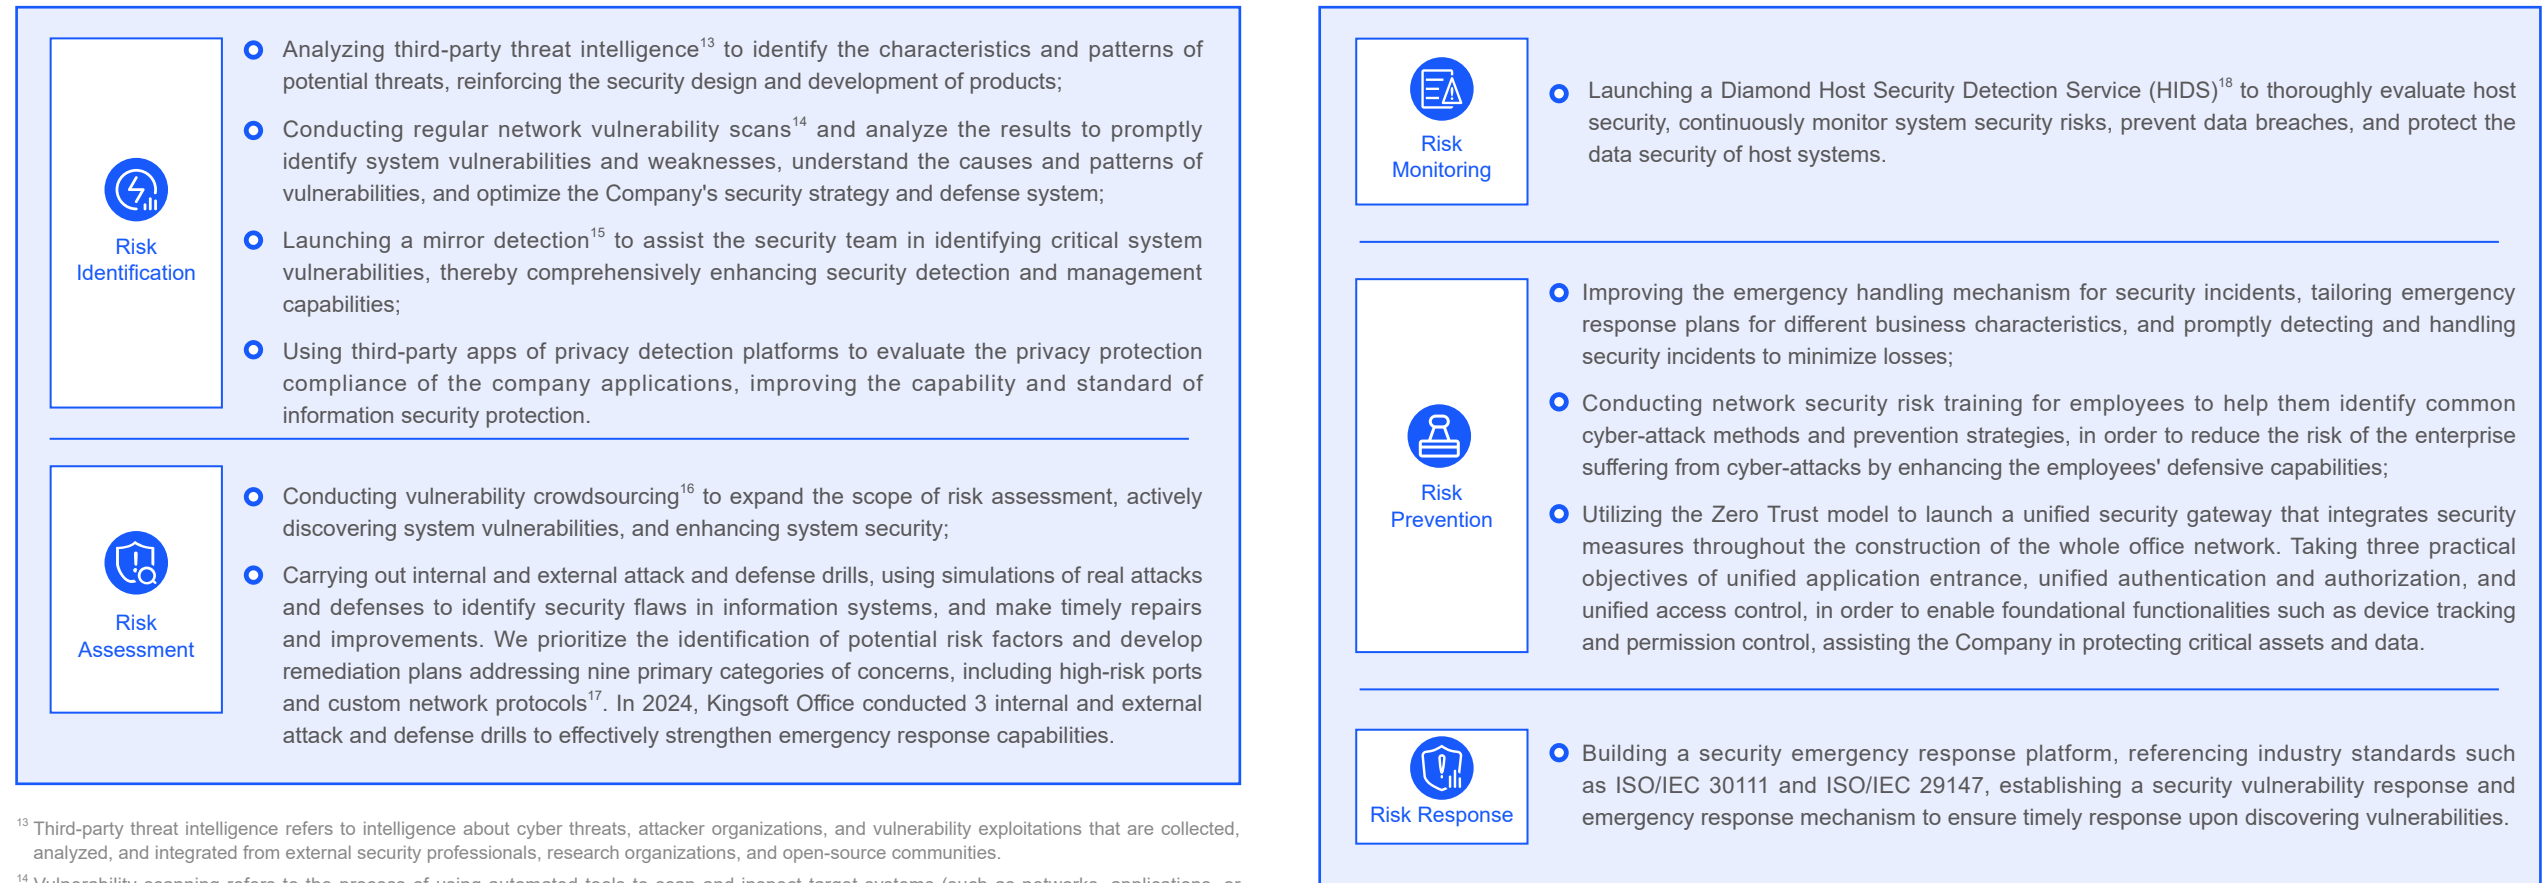 Risk
Identification
Analyzing third-party threat intelligence13 to identify the characteristics and patterns of
potential threats, reinforcing the security design and development of products;
Conducting regular network vulnerability scans14 and analyze the results to promptly
identify system vulnerabilities and weaknesses, understand the causes and patterns of
vulnerabilities, and optimize the Company's security strategy and defense system;
Launching a mirror detection15 to assist the security team in identifying critical system
vulnerabilities, thereby comprehensively enhancing security detection and management
capabilities;
Using third-party apps of privacy detection platforms to evaluate the privacy protection
compliance of the company applications, improving the capability and standard of
information security protection.
Risk
Assessment
Conducting vulnerability crowdsourcing16 to expand the scope of risk assessment, actively
discovering system vulnerabilities, and enhancing system security;
Carrying out internal and external attack and defense drills, using simulations of real attacks
and defenses to identify security flaws in information systems, and make timely repairs
and improvements. We prioritize the identification of potential risk factors and develop
remediation plans addressing nine primary categories of concerns, including high-risk ports
and custom network protocols17. In 2024, Kingsoft Office conducted 3 internal and external
attack and defense drills to effectively strengthen emergency response capabilities.
13 Third-party threat intelligence refers to intelligence about cyber threats, attacker organizations, and vulnerability exploitations that are collected,
analyzed, and integrated from external security professionals, research organizations, and open-source communities.
14 Vulnerability scanning refers to the process of using automated tools to scan and inspect target systems (such as networks, applications, or
Risk
Monitoring
Launching a Diamond Host Security Detection Service (HIDS)18 to thoroughly evaluate host
security, continuously monitor system security risks, prevent data breaches, and protect the
data security of host systems.
Risk
Prevention
Improving the emergency handling mechanism for security incidents, tailoring emergency
response plans for different business characteristics, and promptly detecting and handling
security incidents to minimize losses;
Conducting network security risk training for employees to help them identify common
cyber-attack methods and prevention strategies, in order to reduce the risk of the enterprise
suffering from cyber-attacks by enhancing the employees' defensive capabilities;
Utilizing the Zero Trust model to launch a unified security gateway that integrates security
measures throughout the construction of the whole office network. Taking three practical
objectives of unified application entrance, unified authentication and authorization, and
unified access control, in order to enable foundational functionalities such as device tracking
and permission control, assisting the Company in protecting critical assets and data.
Risk Response
Building a security emergency response platform, referencing industry standards such
as ISO/IEC 30111 and ISO/IEC 29147, establishing a security vulnerability response and
emergency response mechanism to ensure timely response upon discovering vulnerabilities.